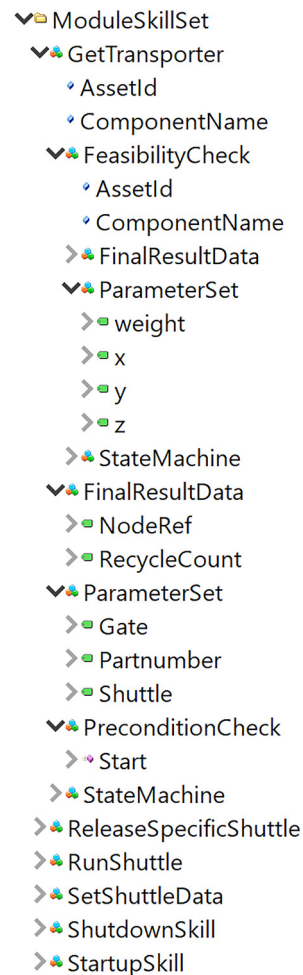 ModuleSkillSet
GetTransporter
AssetId
ComponentName
FeasibilityCheck
AssetId
ComponentName
FinalResultData
ParameterSet
weight
x
y
z
StateMachine
FinalResultData
NodeRef
RecycleCount
ParameterSet
Gate
Partnumber
Shuttle
PreconditionCheck
Start
StateMachine
ReleaseSpecificShuttle
RunShuttle
SetShuttleData
ShutdownSkill
StartupSkill